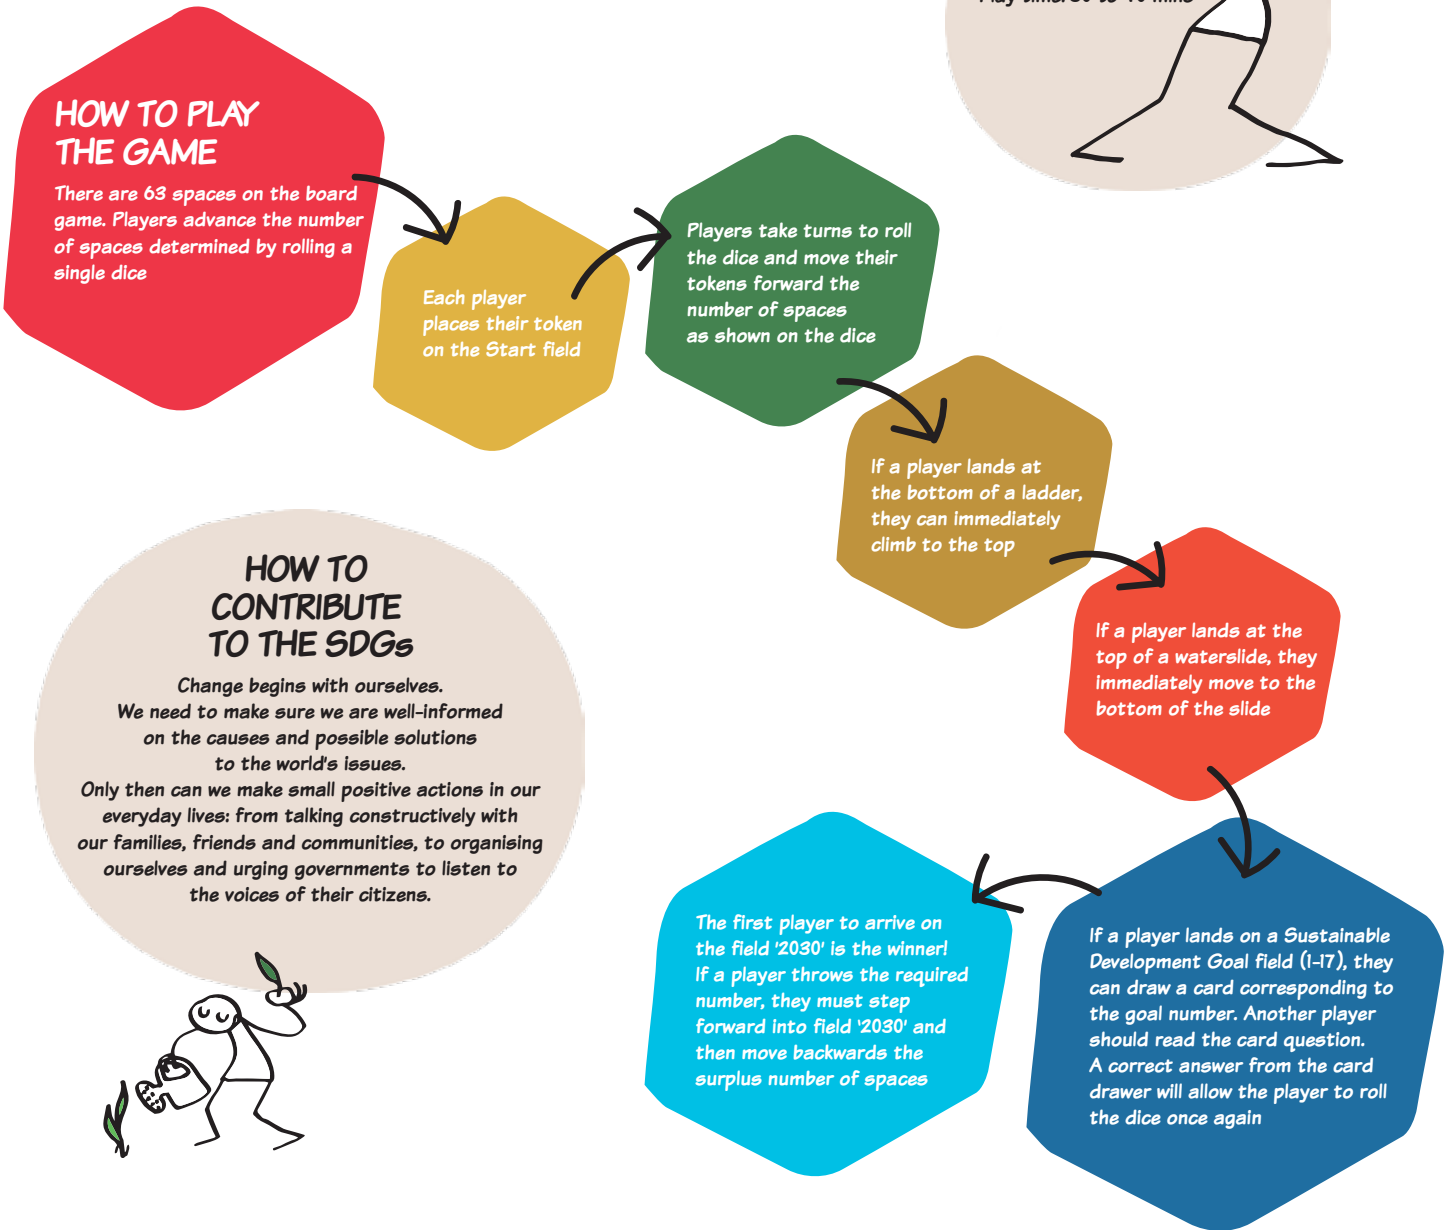 HOW TO PLAY
THE GAME
There are 63 spaces on the board
game. Players advance the number
of spaces determined by rolling a
single dice
Each player
places their token
on the Start field
Players take turns to roll
the dice and move their
tokens forward the
number of spaces
as shown on the dice
If a player lands at
the bottom of a ladder,
they can immediately
climb to the top
If a player lands at the
top of a waterslide, they
immediately move to the
bottom of the slide
If a player lands on a Sustainable
Development Goal field (1-17), they
can draw a card corresponding to
the goal number. Another player
should read the card question.
A correct answer from the card
drawer will allow the player to roll
the dice once again
The first player to arrive on
the field '2030' is the winner!
If a player throws the required
number, they must step
forward into field '2030' and
then move backwards the
surplus number of spaces
HOW TO
CONTRIBUTE
TO THE SDGs
Change begins with ourselves.
We need to make sure we are well-informed
on the causes and possible solutions
to the world's issues.
Only then can we make small positive actions in our
everyday lives: from talking constructively with
our families, friends and communities, to organising
ourselves and urging governments to listen to
the voices of their citizens.